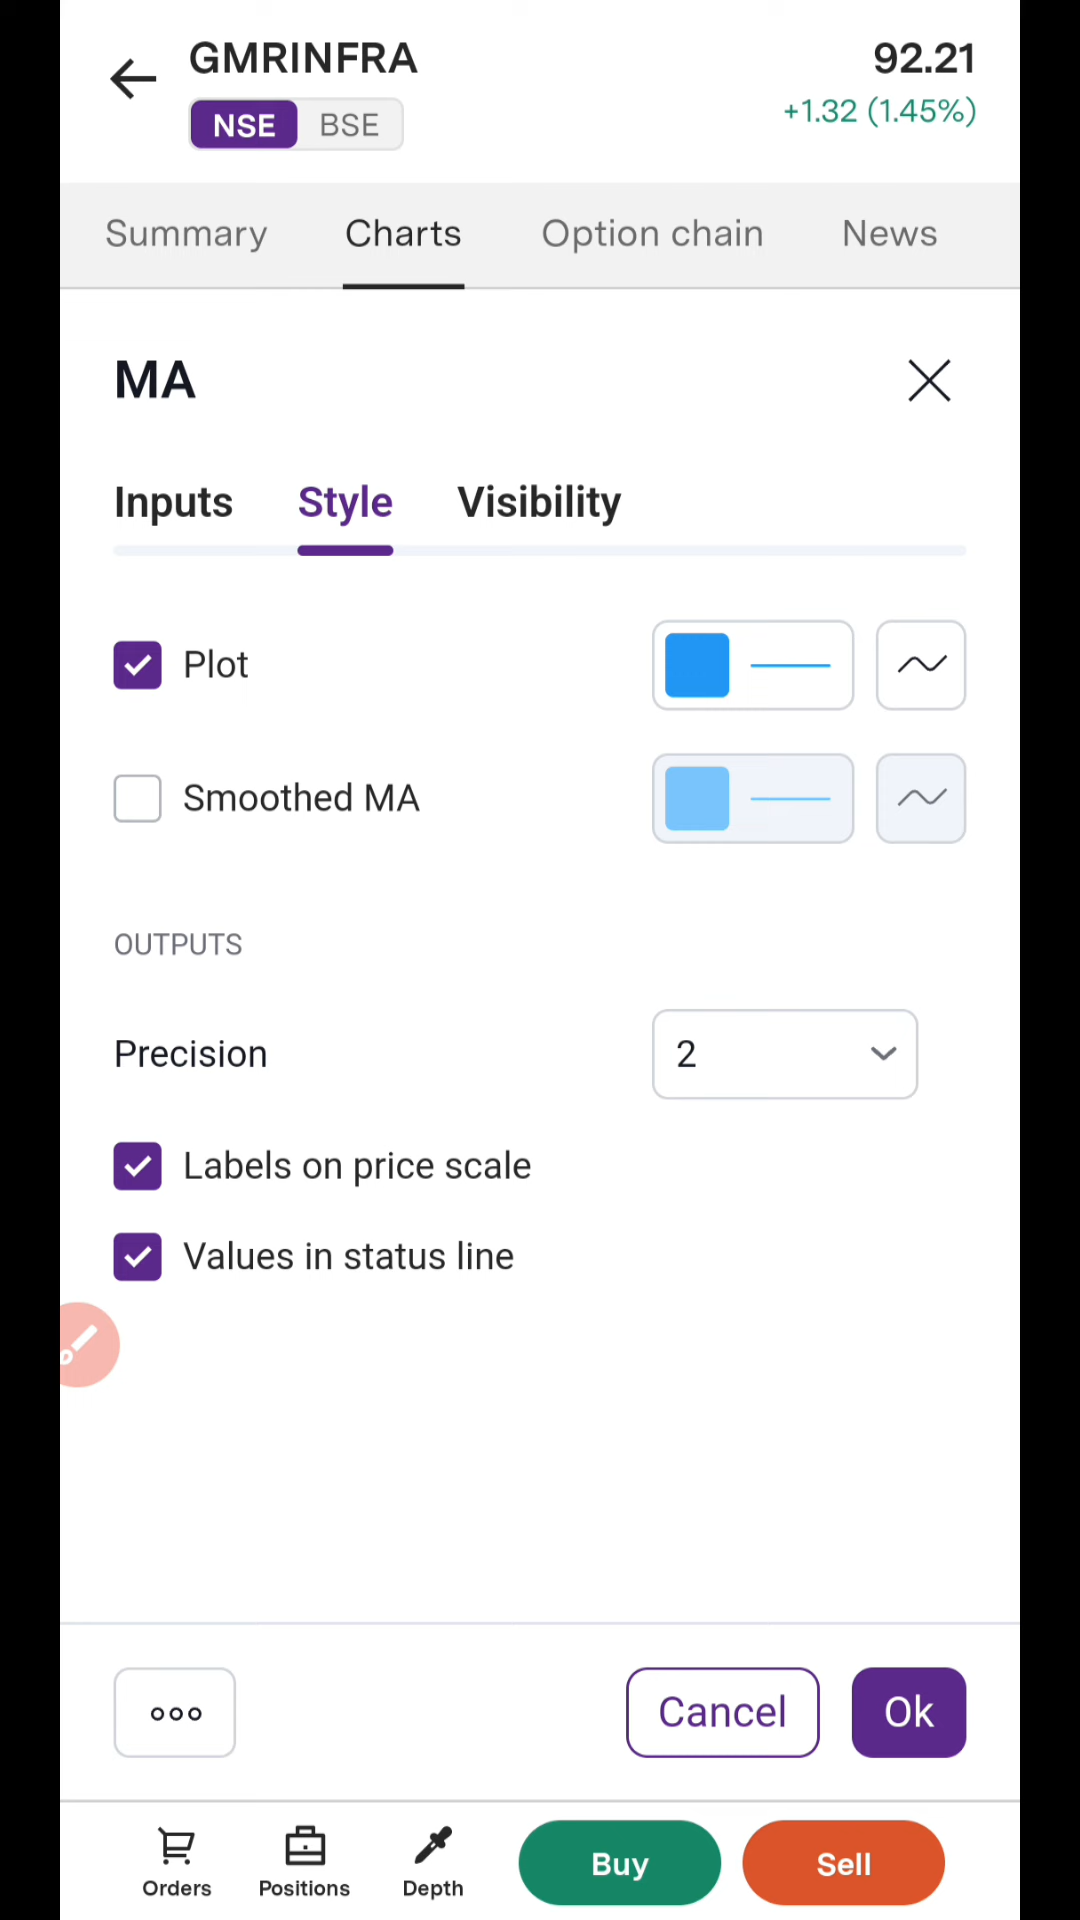 GMRINFRA
92.21
NSE BSE
+1.32 (1.45%)
Summary Charts Option chain News
MA
Inputs Style Visibility
Plot
Smoothed MA
OUTPUTS
Precision 2
Labels on price scale
Values in status line
Cancel Ok
Orders Positions Depth Buy Sell